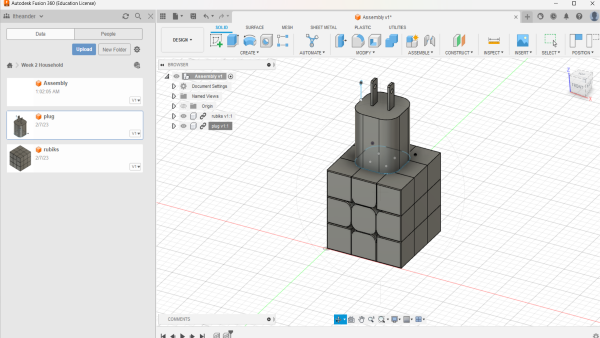 Autodesk Fusion 360 (Education License)
theander
Data People
Upload New Folder
Week 2 Household
Assembly
1:02:00 AM
V1
plug
2/7/23
V1
rubiks
2/7/23
V1
Assembly v1*
DESIGN
SOLID SURFACE MESH SHEET METAL PLASTIC UTILITIES
CREATE AUTOMATE MODIFY ASSEMBLE CONSTRUCT INSPECT INSERT SELECT POSITION
BROWSER
Assembly v1
Document Settings
Named Views
Origin
rubiks v1:1
plug v1:1
COMMENTS